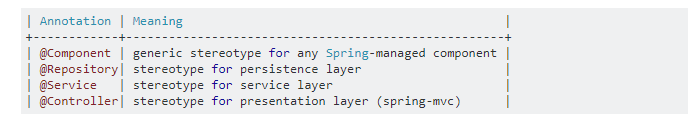 | Annotation | Meaning                                             |
+------------+-----------------------------------------------------+
| @Component | generic stereotype for any Spring-managed component |
| @Repository| stereotype for persistence layer                    |
| @Service   | stereotype for service layer                        |
| @Controller| stereotype for presentation layer (spring-mvc)      |